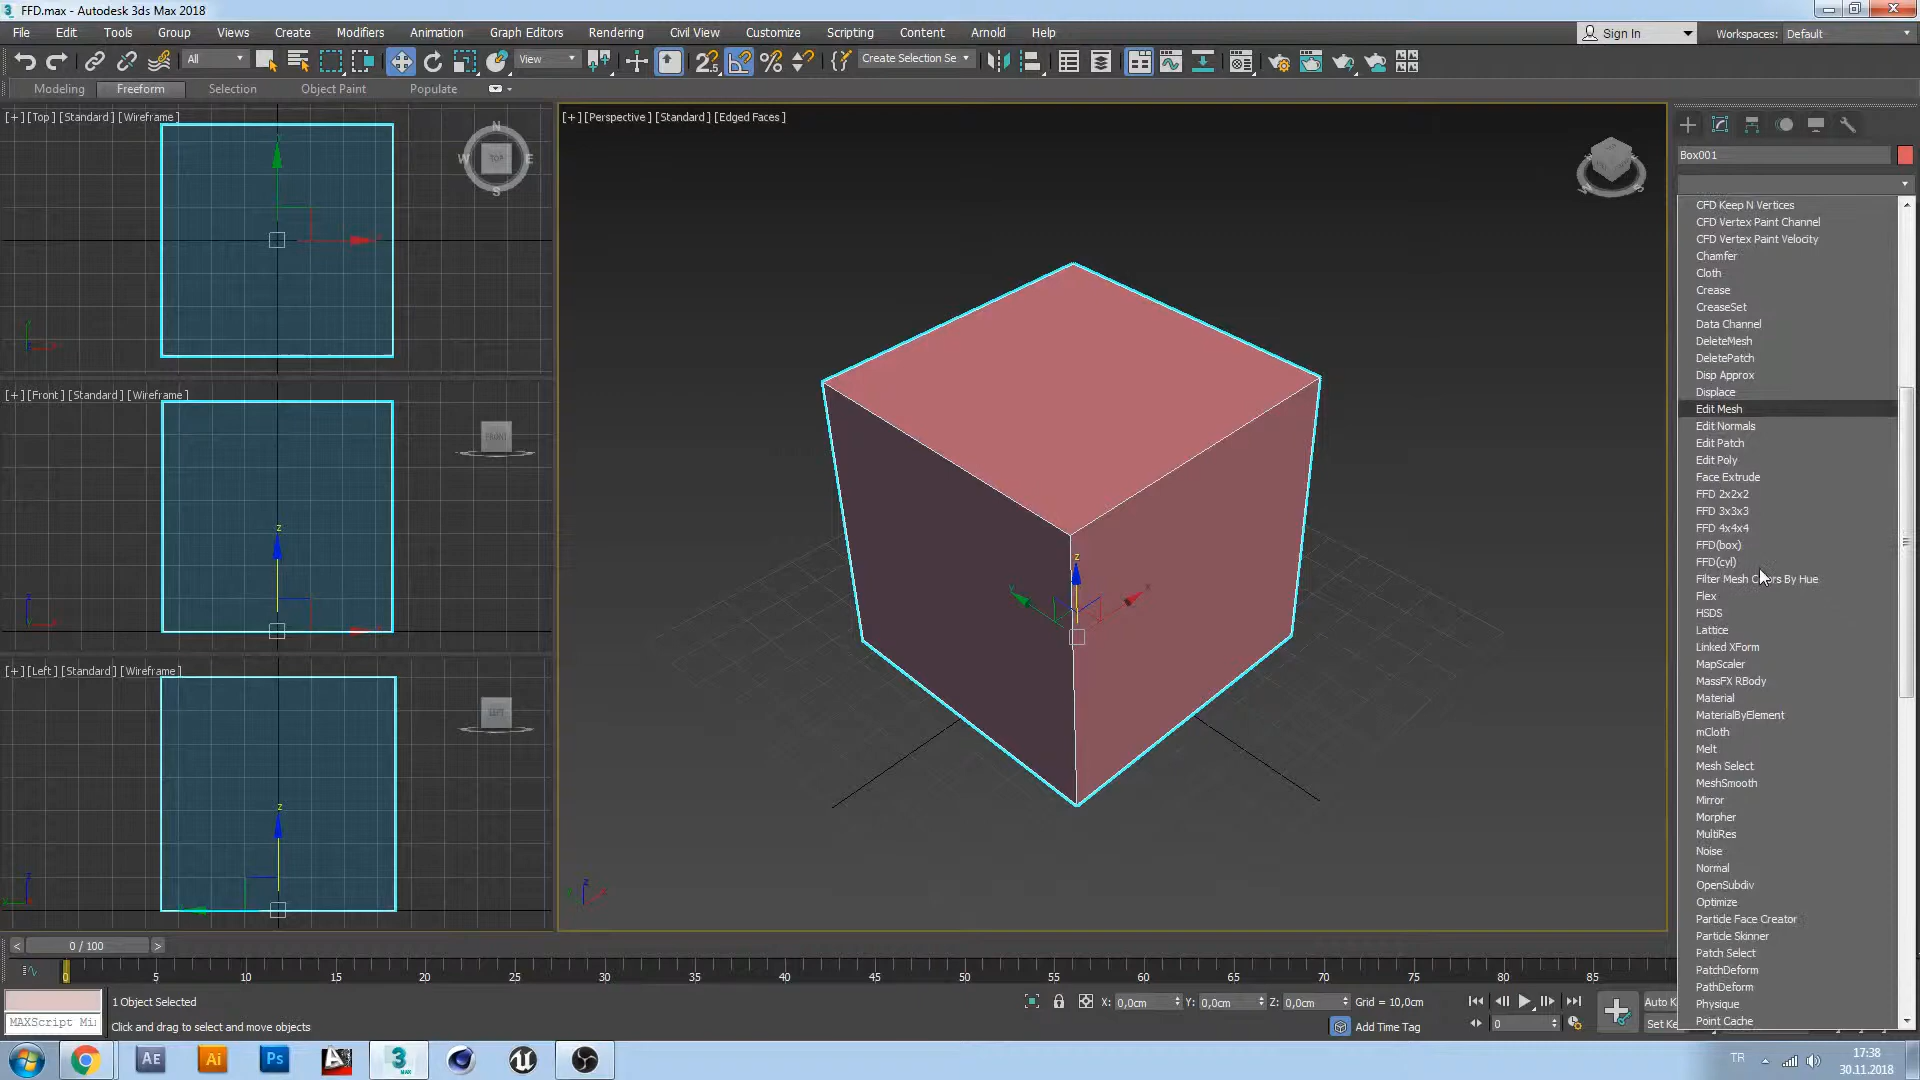 FFD.max - Autodesk 3ds Max 2018
File Edit Tools Group Views Create Modifiers Animation Graph Editors Rendering Civil View Customize Scripting Content Arnold Help
Sign In
Workspaces: Default
All
View
Create Selection Se
Modeling Freeform Selection Object Paint Populate
[+] [Top] [Standard] [Wireframe]
N
W TOP E
S
[+] [Front] [Standard] [Wireframe]
FRONT
z
[+] [Left] [Standard] [Wireframe]
LEFT
z
[+] [Perspective] [Standard] [Edged Faces]
z
Box001
CFD Keep N Vertices
CFD Vertex Paint Channel
CFD Vertex Paint Velocity
Chamfer
Cloth
Crease
CreaseSet
Data Channel
DeleteMesh
DeletePatch
Disp Approx
Displace
Edit Mesh
Edit Normals
Edit Patch
Edit Poly
Face Extrude
FFD 2x2x2
FFD 3x3x3
FFD 4x4x4
FFD(box)
FFD(cyl)
Filter Mesh Colors By Hue
Flex
HSDS
Lattice
Linked XForm
MapScaler
MassFX RBody
Material
MaterialByElement
mCloth
Melt
Mesh Select
MeshSmooth
Mirror
Morpher
MultiRes
Noise
Normal
OpenSubdiv
Optimize
Particle Face Creator
Particle Skinner
Patch Select
PatchDeform
PathDeform
Physique
Point Cache
< 0 / 100 >
0 5 10 15 20 25 30 35 40 45 50 55 60 65 70 75 80 85
1 Object Selected
X: 0,0cm Y: 0,0cm Z: 0,0cm Grid = 10,0cm
Auto K
MAXScript Mi
Click and drag to select and move objects
Add Time Tag
0
Set Ke
AE Ai Ps 3 MAX
TR
17:38
30.11.2018